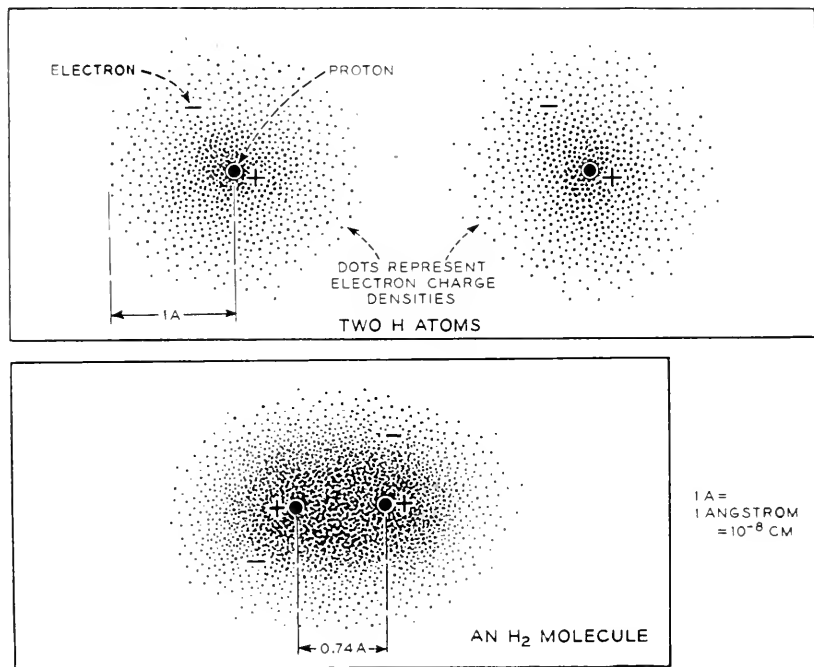 ELECTRON
PROTON
−
+
−
+
DOTS REPRESENT
ELECTRON CHARGE
DENSITIES
1A
TWO H ATOMS
−
+
+
−
0.74A
AN H₂ MOLECULE
1A =
1 ANGSTROM
=10⁻⁸ CM